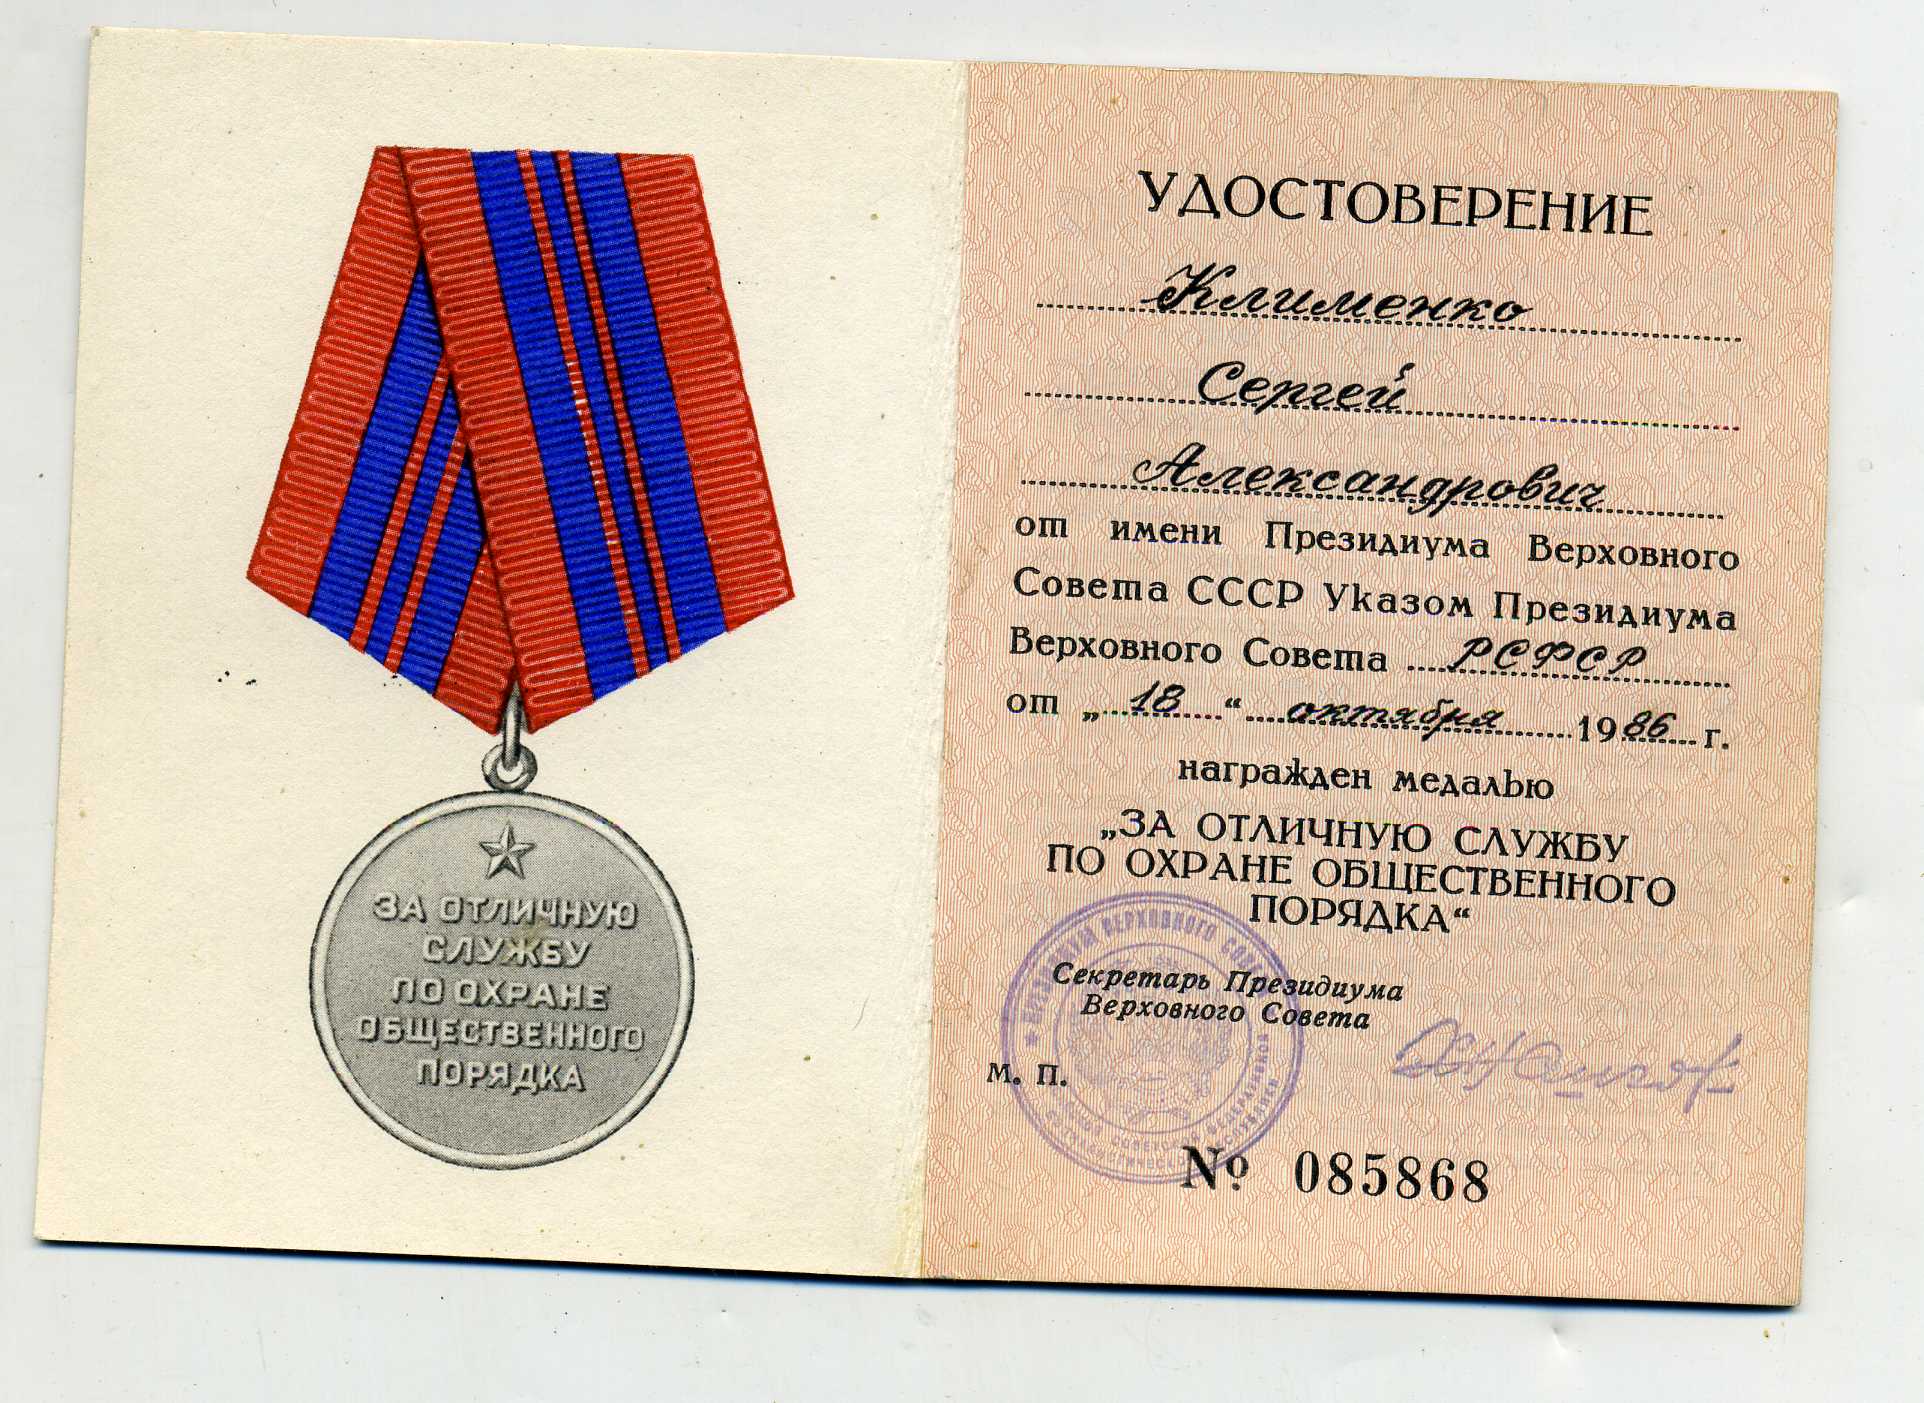 ЗА ОТЛИЧНУЮ
СЛУЖБУ
ПО ОХРАНЕ
ОБЩЕСТВЕННОГО
ПОРЯДКА
УДОСТОВЕРЕНИЕ
Клименко
Сергей
Александрович
от имени Президиума Верховного
Совета СССР Указом Президиума
Верховного Совета РСФСР
от „18“ октября 1986 г.
награжден медалью
„ЗА ОТЛИЧНУЮ СЛУЖБУ
ПО ОХРАНЕ ОБЩЕСТВЕННОГО
ПОРЯДКА“
Секретарь Президиума
Верховного Совета
М. П.
ПРЕЗИДИУМ ВЕРХОВНОГО
№ 085868